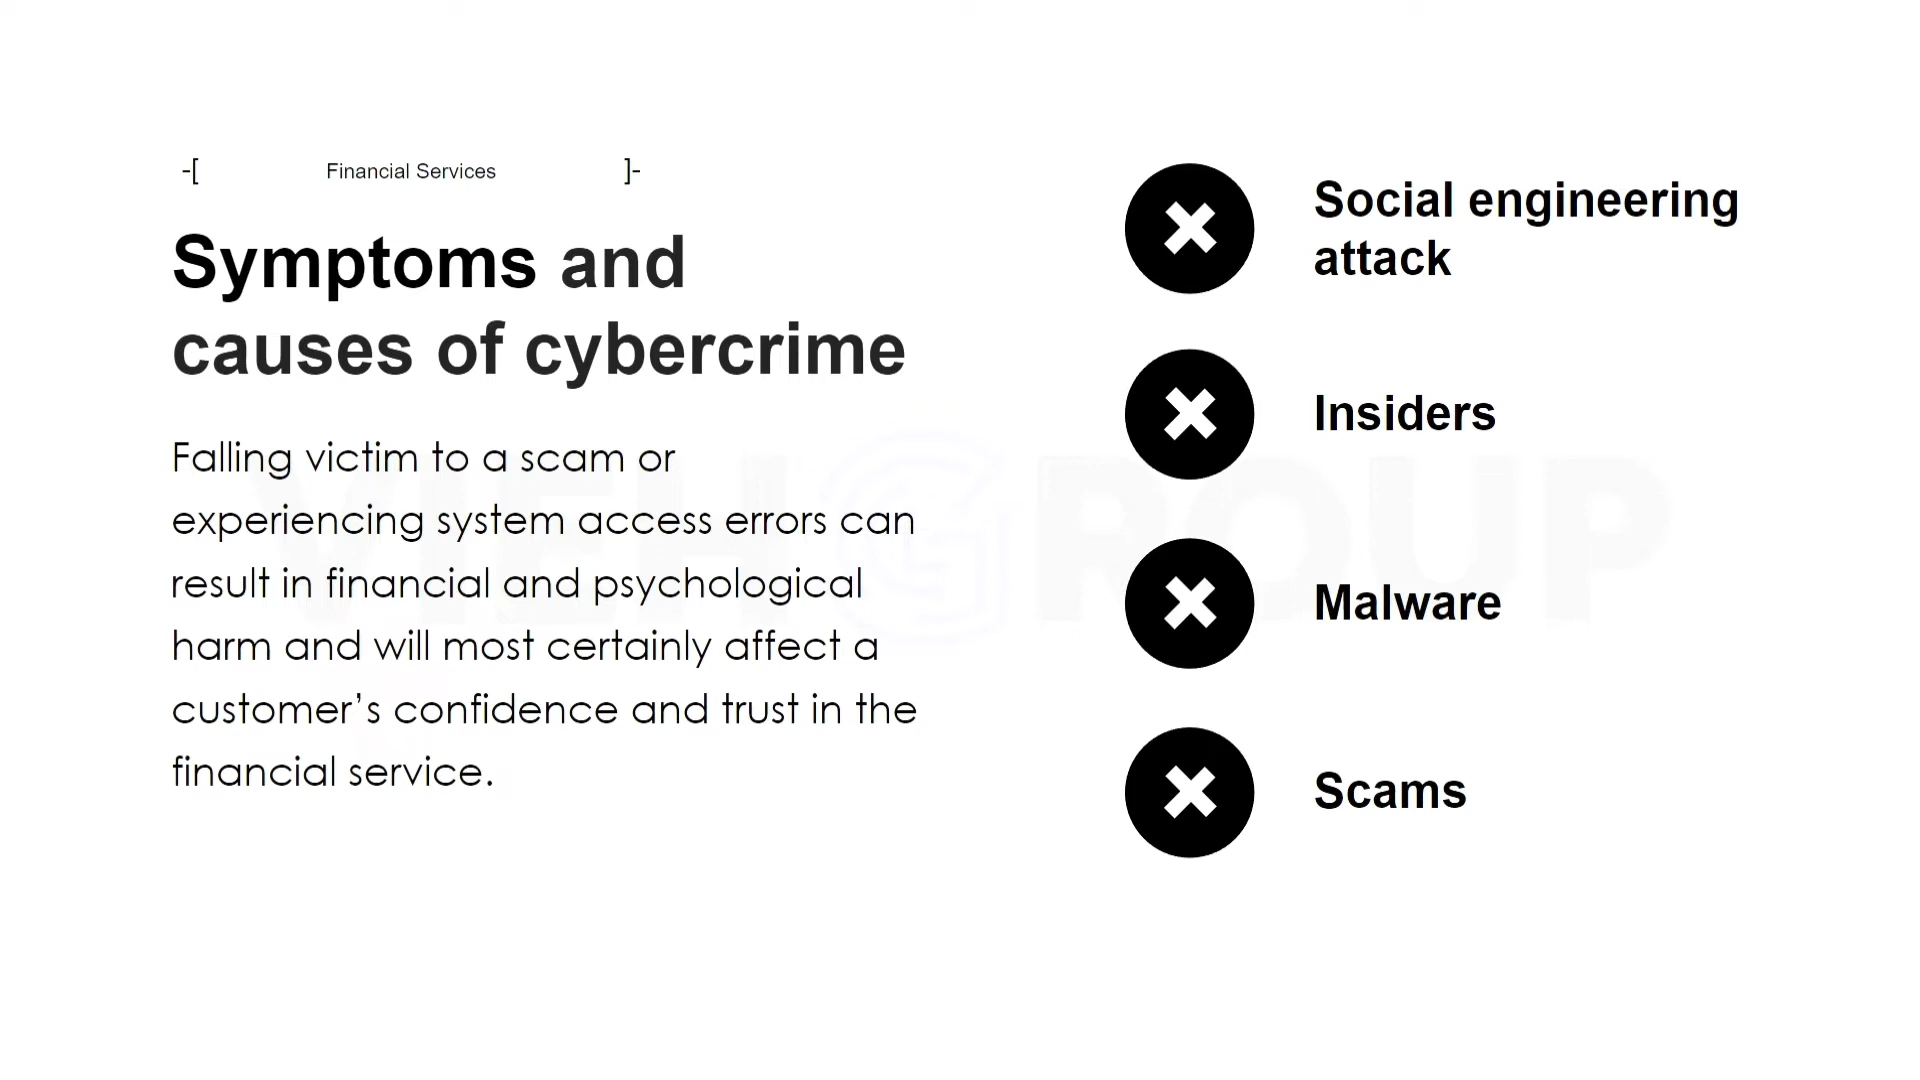 -[ Financial Services ]-
Symptoms and
causes of cybercrime
Falling victim to a scam or
experiencing system access errors can
result in financial and psychological
harm and will most certainly affect a
customer’s confidence and trust in the
financial service.
Social engineering
attack
Insiders
Malware
Scams
VIEH GROUP